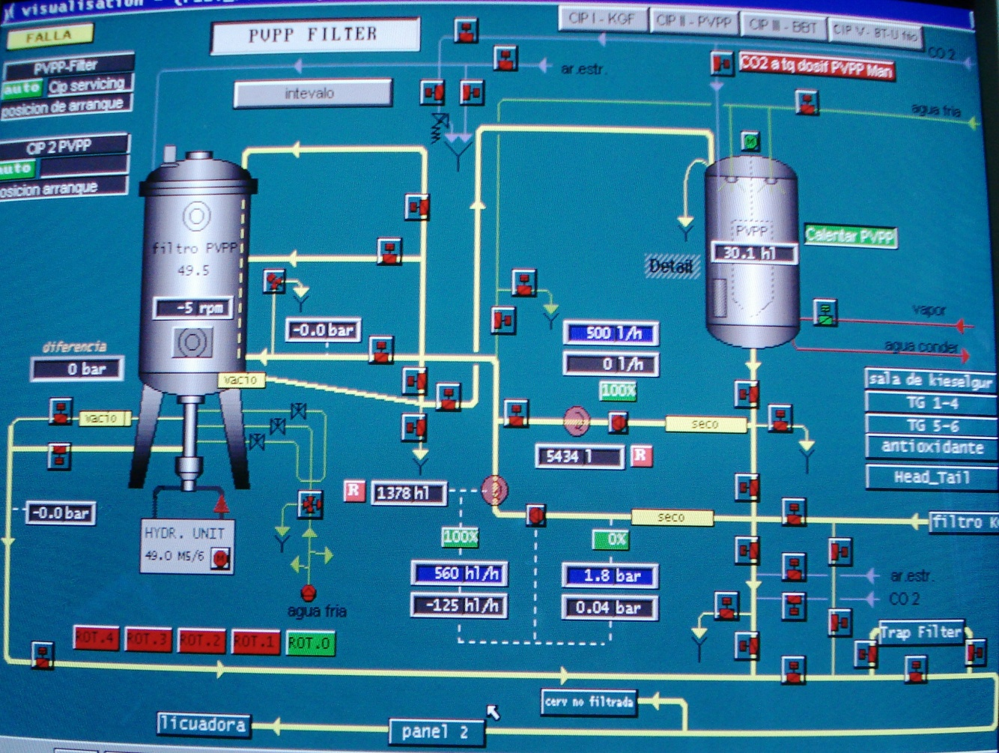 visualisation
CIP I - KGF
CIP II - PVPP
CIP III - BBT
CIP V - BT-U filo
FALLA
PVPP FILTER
CO 2
PVPP-Filter
auto Cip servicing
posicion de arranque
intevalo
ar.estr.
CO2 a tq dosif PVPP Man
agua fria
CIP 2 PVPP
auto
osicion arranque
M
filtro PVPP
49.5
-5 rpm
PVPP
30.1 hl
Calentar PVPP
Detail
-0.0 bar
vapor
agua conder
500 l/h
0 l/h
100%
diferencia
0 bar
vacio
vacio
seco
sala de kieselgur
TG 1-4
TG 5-6
antioxidante
Head_Tail
5434 l
R
R
1378 hl
-0.0 bar
seco
filtro K
HYDR. UNIT
49.0 M5/6
M
100%
0%
560 hl/h
1.8 bar
-125 hl/h
0.04 bar
ar.estr.
CO 2
agua fria
Trap Filter
ROT.4
ROT.3
ROT.2
ROT.1
ROT.0
cerv no filtrada
licuadora
panel 2